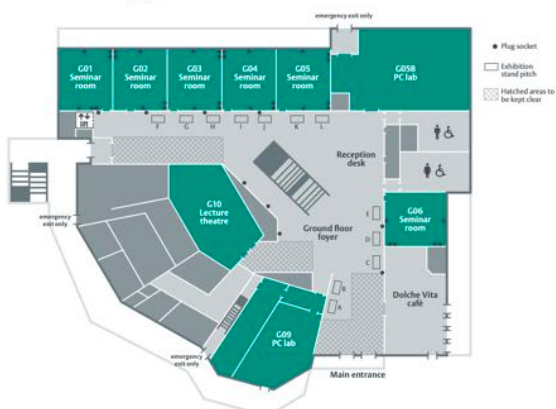 emergency
exit only
G01
Seminar
room
G02
Seminar
room
G03
Seminar
room
G04
Seminar
room
G05
Seminar
room
G05B
PC lab
Plug socket
Exhibition
stand pitch
Hatched areas to
be kept clear
lift
F
G
H
I
J
K
L
Reception
desk
G10
Lecture
theatre
emergency
exit only
Ground floor
foyer
E
D
C
G06
Seminar
room
B
A
Dolche Vita
café
G09
PC lab
emergency
exit only
Main entrance